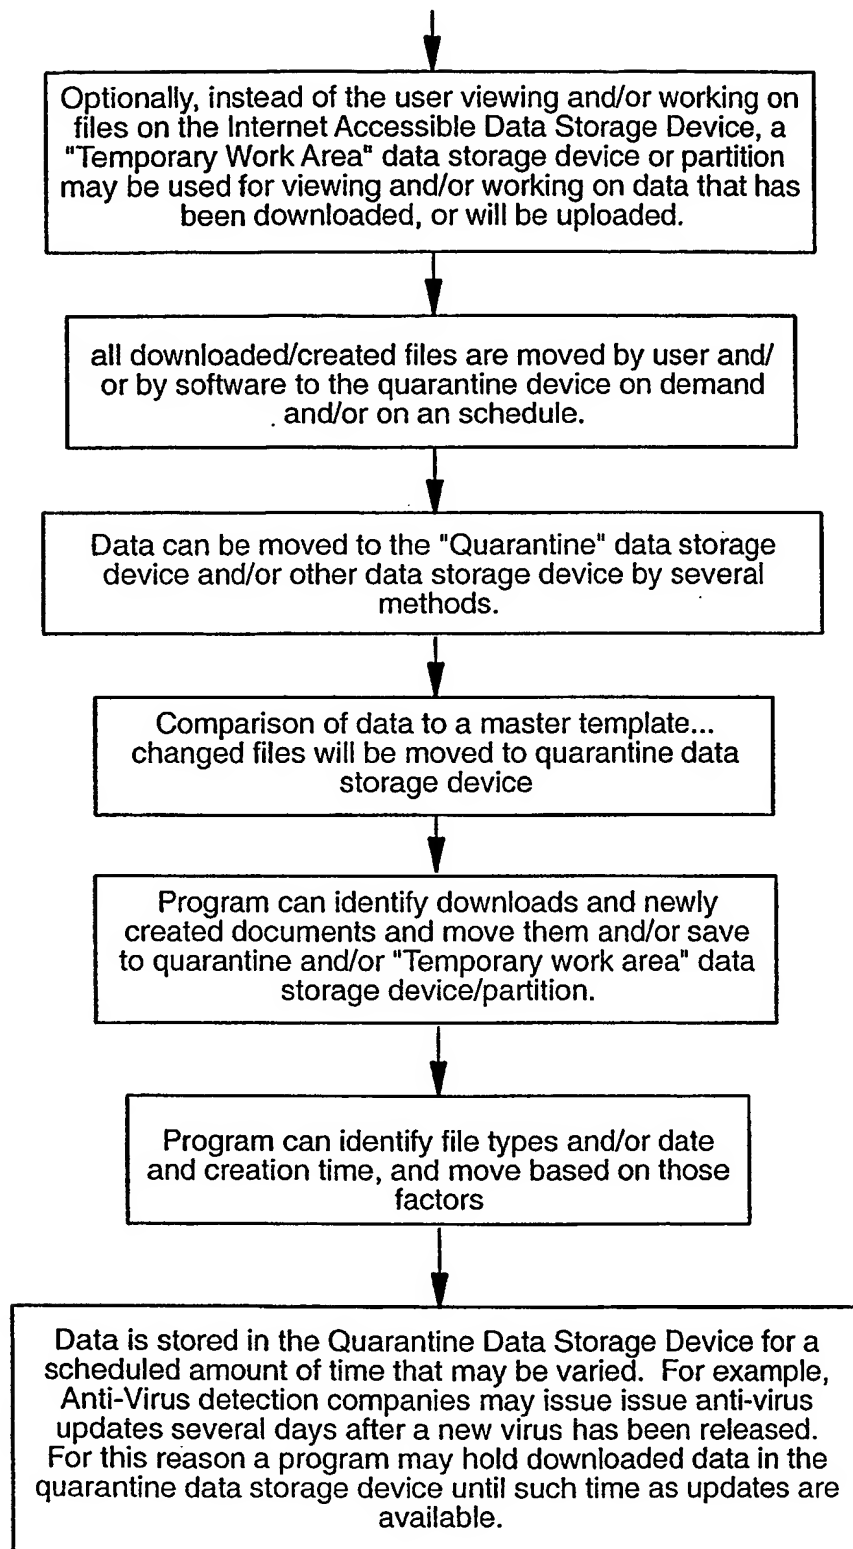 Optionally, instead of the user viewing and/or working on
files on the Internet Accessible Data Storage Device, a
"Temporary Work Area" data storage device or partition
may be used for viewing and/or working on data that has
been downloaded, or will be uploaded.
all downloaded/created files are moved by user and/
or by software to the quarantine device on demand
and/or on an schedule.
Data can be moved to the "Quarantine" data storage
device and/or other data storage device by several
methods.
Comparison of data to a master template...
changed files will be moved to quarantine data
storage device
Program can identify downloads and newly
created documents and move them and/or save
to quarantine and/or "Temporary work area" data
storage device/partition.
Program can identify file types and/or date
and creation time, and move based on those
factors
Data is stored in the Quarantine Data Storage Device for a
scheduled amount of time that may be varied.  For example,
Anti-Virus detection companies may issue issue anti-virus
updates several days after a new virus has been released.
For this reason a program may hold downloaded data in the
quarantine data storage device until such time as updates are
available.